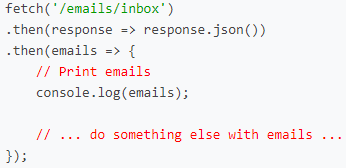 fetch('/emails/inbox')
.then(response => response.json())
.then(emails => {
    // Print emails
    console.log(emails);

    // ... do something else with emails ...
});